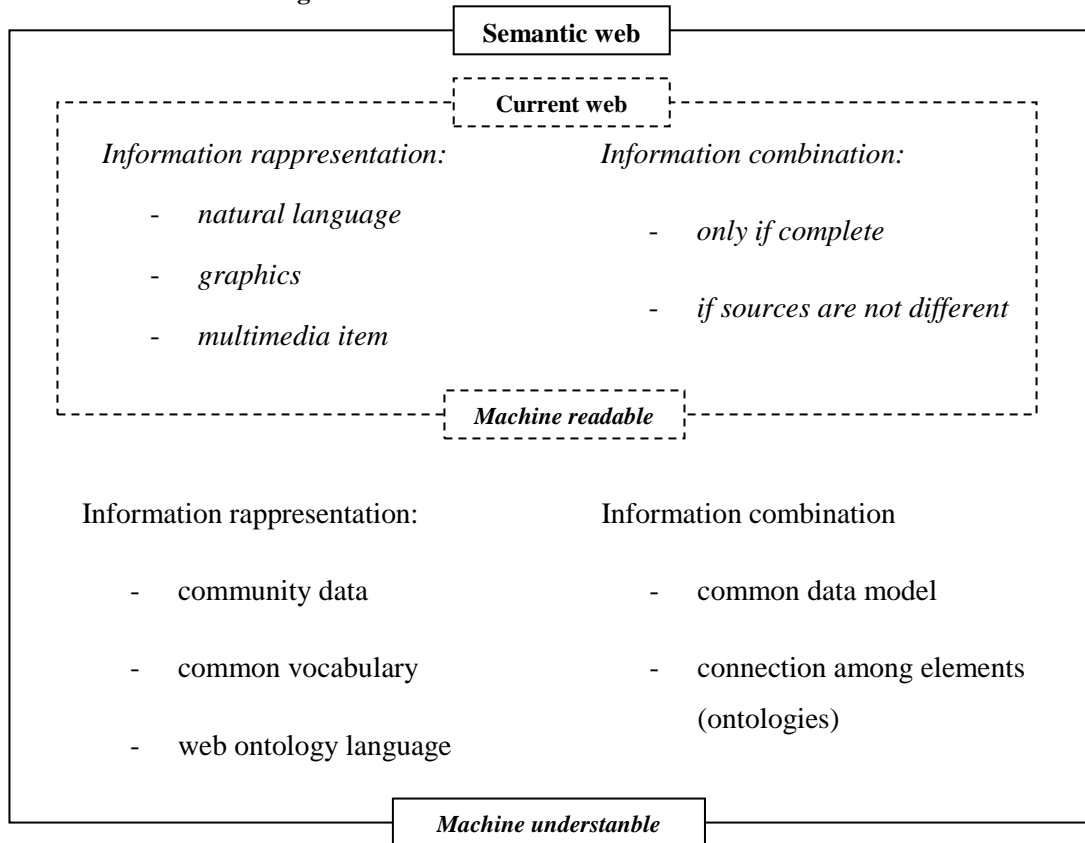 Semantic web
Current web
Information rappresentation:
- natural language
- graphics
- multimedia item
Information combination:
- only if complete
- if sources are not different
Machine readable
Information rappresentation:
- community data
- common vocabulary
- web ontology language
Information combination
- common data model
- connection among elements
(ontologies)
Machine understanble